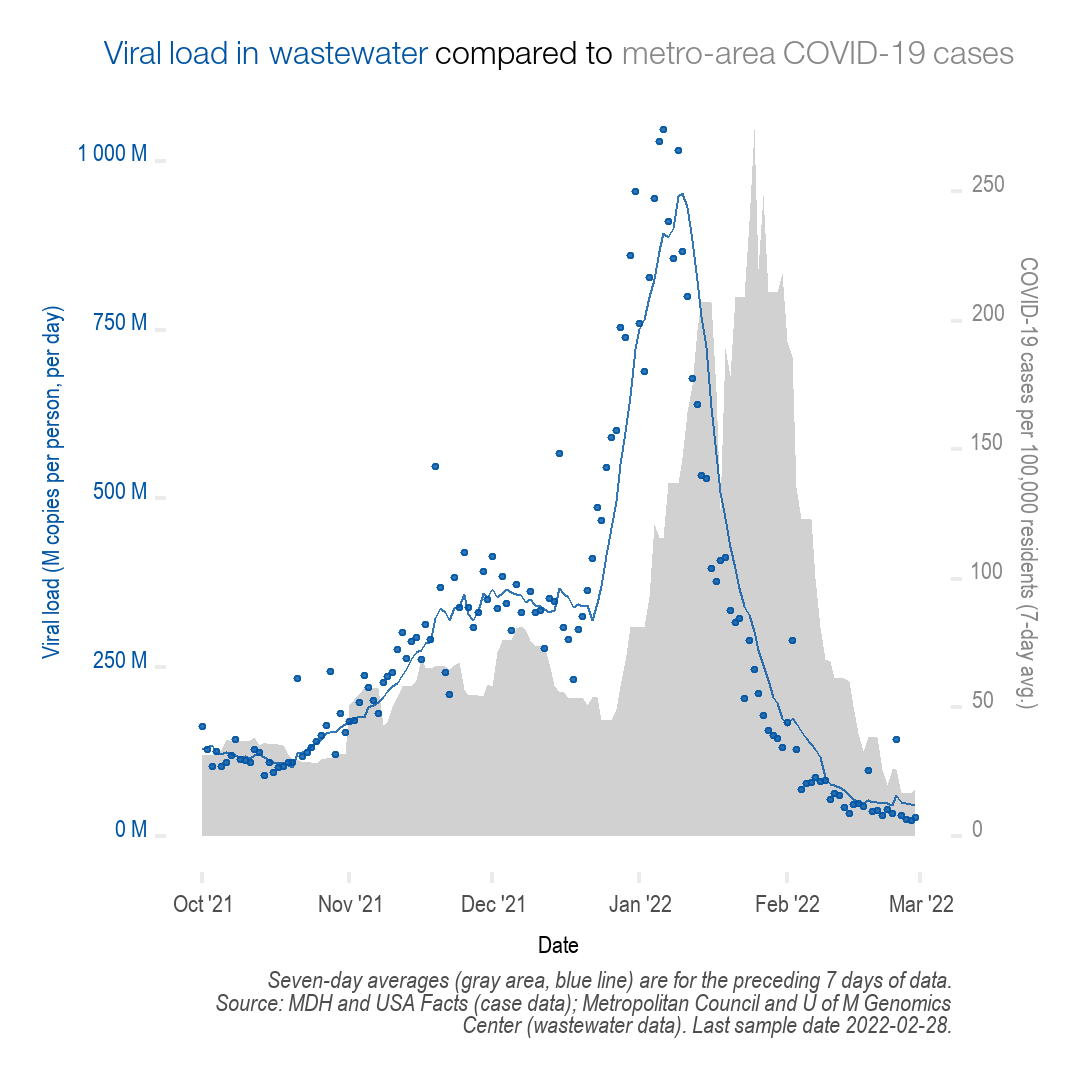 Viral load in wastewater compared to metro-area COVID-19 cases
1 000 M
750 M
500 M
250 M
0 M
Viral load (M copies per person, per day)
250
200
150
100
50
0
COVID-19 cases per 100,000 residents (7-day avg.)
Oct '21 Nov '21 Dec '21 Jan '22 Feb '22 Mar '22
Date
Seven-day averages (gray area, blue line) are for the preceding 7 days of data.
Source: MDH and USA Facts (case data); Metropolitan Council and U of M Genomics
Center (wastewater data). Last sample date 2022-02-28.